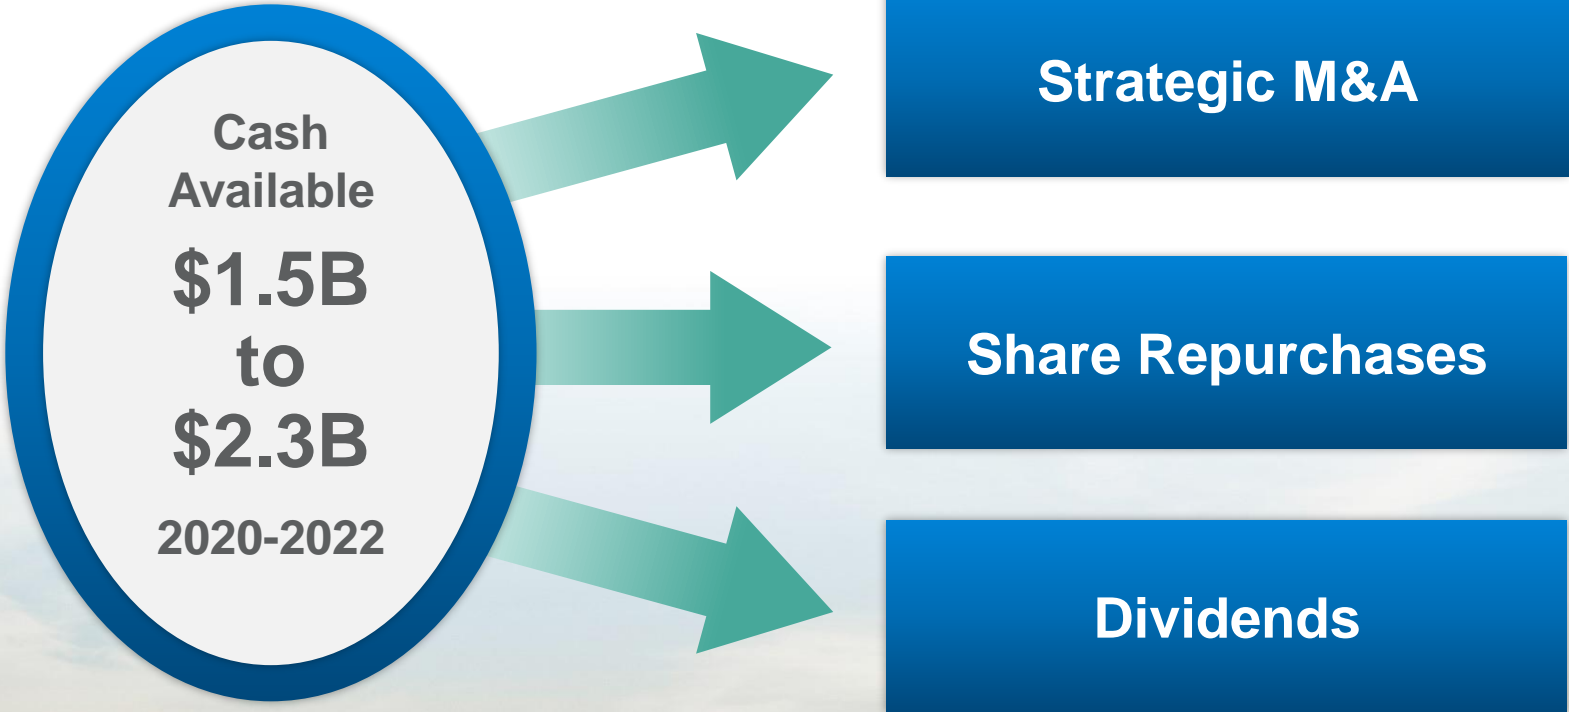 Cash
Available
$1.5B
to
$2.3B
2020-2022
Strategic M&A
Share Repurchases
Dividends